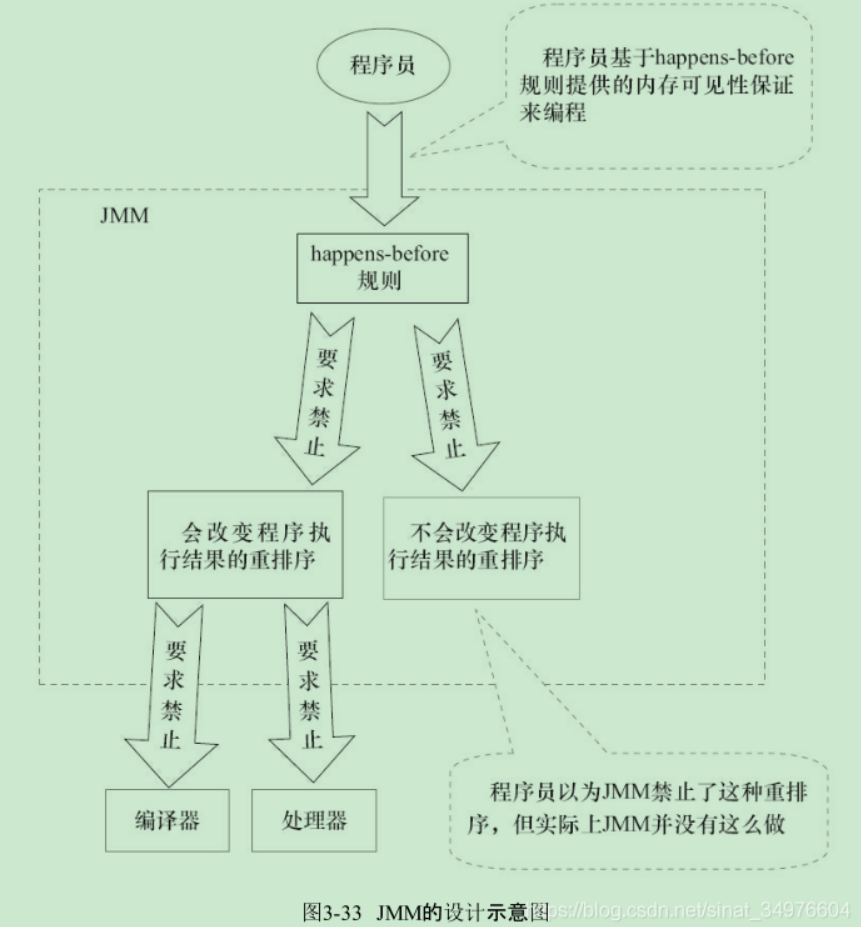 程序员
程序员基于happens-before
规则提供的内存可见性保证
来编程
JMM
happens-before
规则
要求禁止
要求禁止
会改变程序执
行结果的重排序
不会改变程序执
行结果的重排序
要求禁止
要求禁止
编译器
处理器
程序员以为JMM禁止了这种重排
序，但实际上JMM并没有这么做
图3-33 JMM的设计示意图
https://blog.csdn.net/sinat_34976604